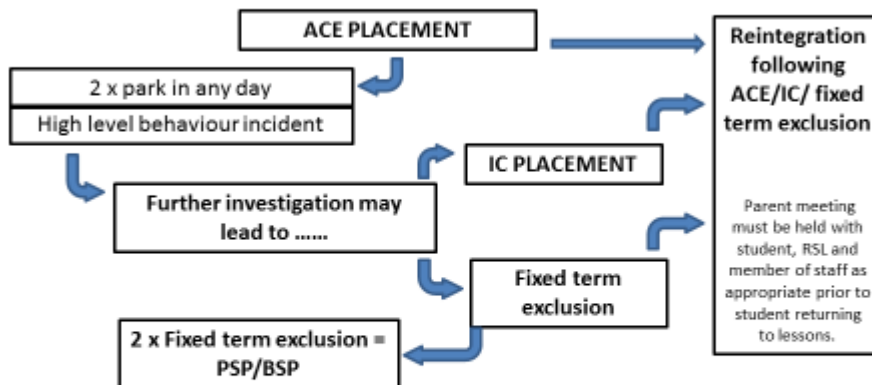 ACE PLACEMENT
2 x park in any day
High level behaviour incident
Further investigation may
lead to ......
IC PLACEMENT
Fixed term
exclusion
2 x Fixed term exclusion =
PSP/BSP
Reintegration
following
ACE/IC/ fixed
term exclusion
Parent meeting
must be held with
student, RSL and
member of staff as
appropriate prior to
student returning
to lessons.